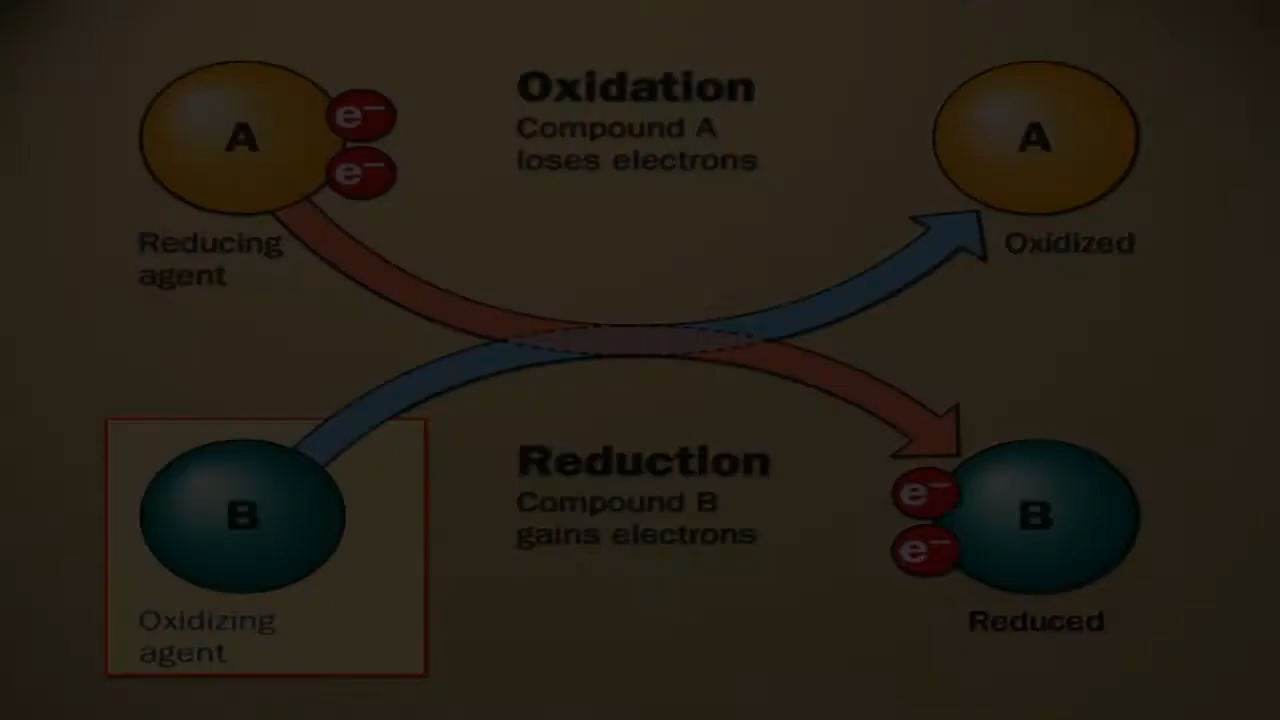 A
e⁻
e⁻
Reducing
agent
Oxidation
Compound A
loses electrons
A
Oxidized
B
Oxidizing
agent
Reduction
Compound B
gains electrons
e⁻
e⁻
B
Reduced